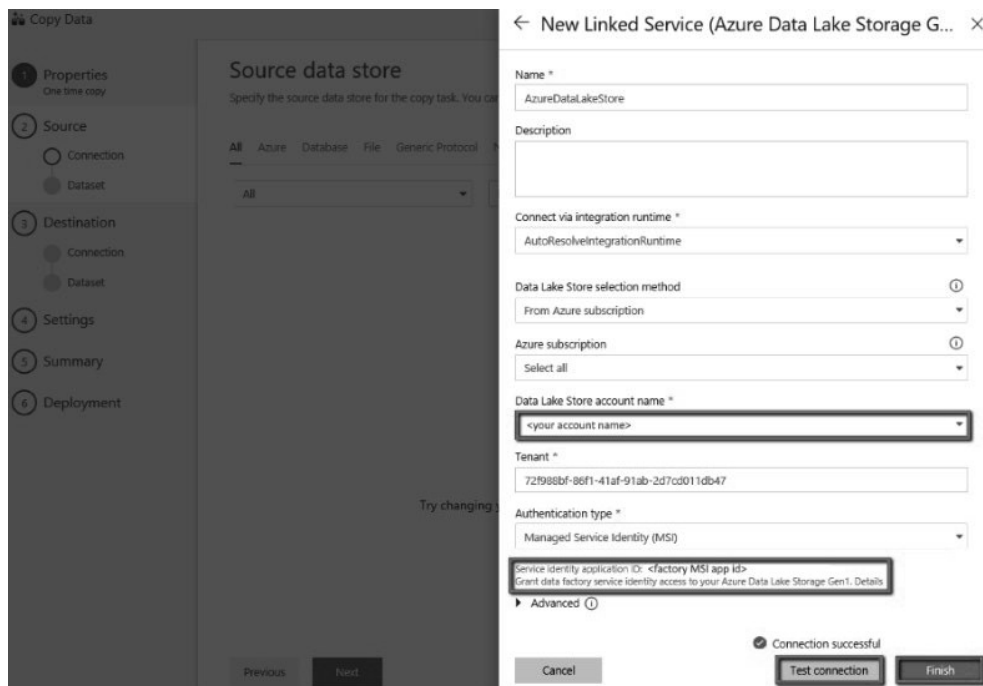 Copy Data
1 Properties
One time copy
2 Source
Connection
Dataset
3 Destination
Connection
Dataset
4 Settings
5 Summary
6 Deployment
Source data store
Specify the source data store for the copy task. You can
All Azure Database File Generic Protocol N
All
Try changing y
Previous Next
New Linked Service (Azure Data Lake Storage G...
Name *
AzureDataLakeStore
Description
Connect via integration runtime *
AutoResolveIntegrationRuntime
Data Lake Store selection method
From Azure subscription
Azure subscription
Select all
Data Lake Store account name *
<your account name>
Tenant *
72f988bf-86f1-41af-91ab-2d7cd011db47
Authentication type *
Managed Service Identity (MSI)
Service identity application ID: <factory MSI app id>
Grant data factory service identity access to your Azure Data Lake Storage Gen1. Details
Advanced
Connection successful
Cancel Test connection Finish